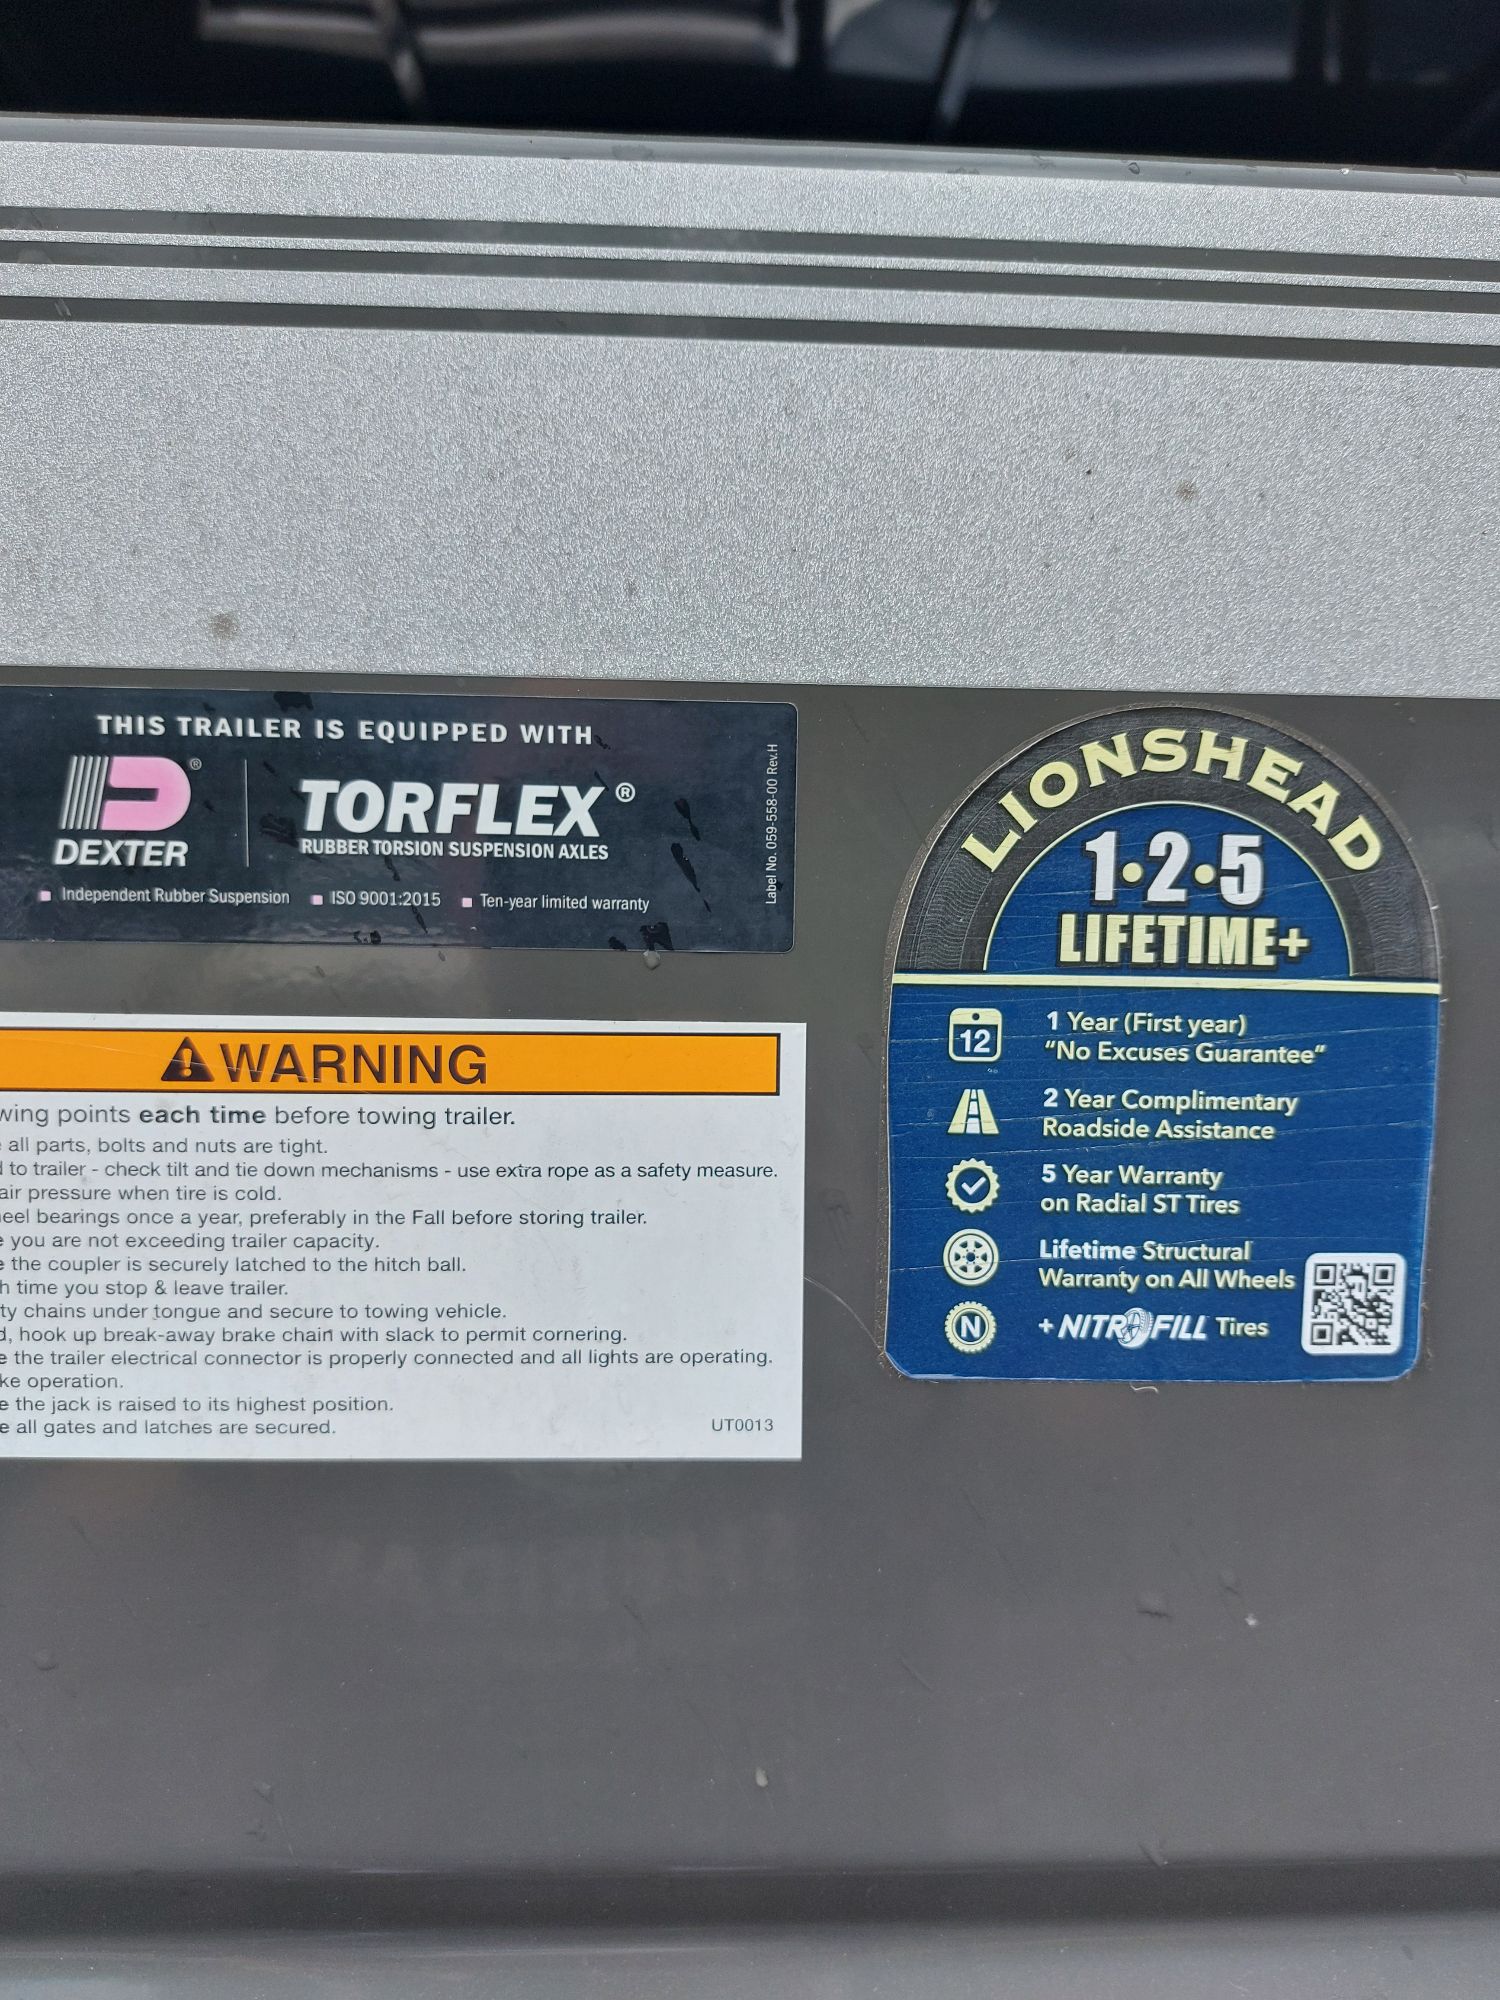 THIS TRAILER IS EQUIPPED WITH
DEXTER®
TORFLEX®
RUBBER TORSION SUSPENSION AXLES
Independent Rubber Suspension
ISO 9001:2015
Ten-year limited warranty
Label No. 059-558-00 Rev.H
WARNING
wing points each time before towing trailer.
all parts, bolts and nuts are tight.
to trailer - check tilt and tie down mechanisms - use extra rope as a safety measure.
air pressure when tire is cold.
eel bearings once a year, preferably in the Fall before storing trailer.
e you are not exceeding trailer capacity.
e the coupler is securely latched to the hitch ball.
h time you stop & leave trailer.
ty chains under tongue and secure to towing vehicle.
d, hook up break-away brake chain with slack to permit cornering.
e the trailer electrical connector is properly connected and all lights are operating.
ke operation.
e the jack is raised to its highest position.
e all gates and latches are secured.
UT0013
LIONSHEAD
1•2•5
LIFETIME+
12
1 Year (First year)
"No Excuses Guarantee"
2 Year Complimentary
Roadside Assistance
5 Year Warranty
on Radial ST Tires
Lifetime Structural
Warranty on All Wheels
N
+ NITROFILL Tires